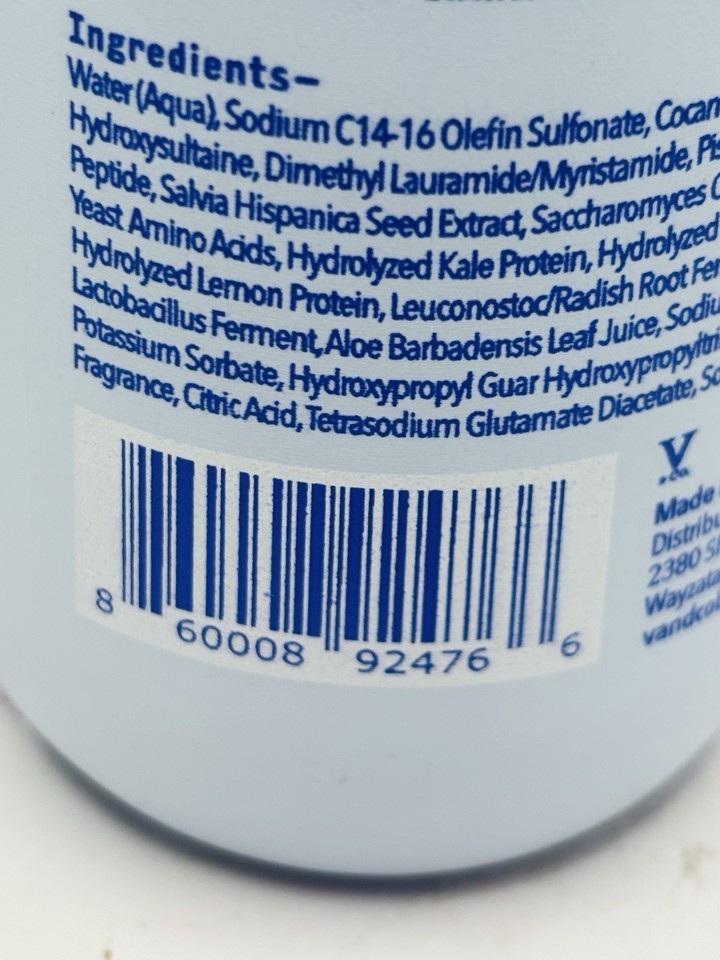 Ingredients—
Water (Aqua), Sodium C14-16 Olefin Sulfonate,
Hydroxysultaine, Dimethyl Lauramide/Myristamide,
Peptide, Salvia Hispanica Seed Extract, Saccharomyces
Yeast Amino Acids, Hydrolyzed Kale Protein, Hydrolyzed
Hydrolyzed Lemon Protein, Leuconostoc/Radish Root
Lactobacillus Ferment, Aloe Barbadensis Leaf Juice,
Potassium Sorbate, Hydroxypropyl Guar
Fragrance, Citric Acid, Tetrasodium Glutamate Diacetate,
V
&co.
Made
2380
8 60008 92476 6